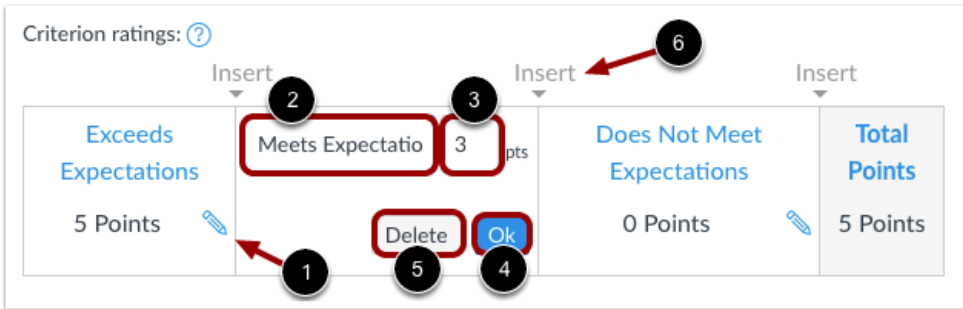 Criterion ratings: ?
6
Insert
Insert
Insert
2
3
Exceeds
Expectations
Meets Expectatio
3
pts
Does Not Meet
Expectations
Total
Points
5 Points
Delete
Ok
0 Points
5 Points
1
5
4